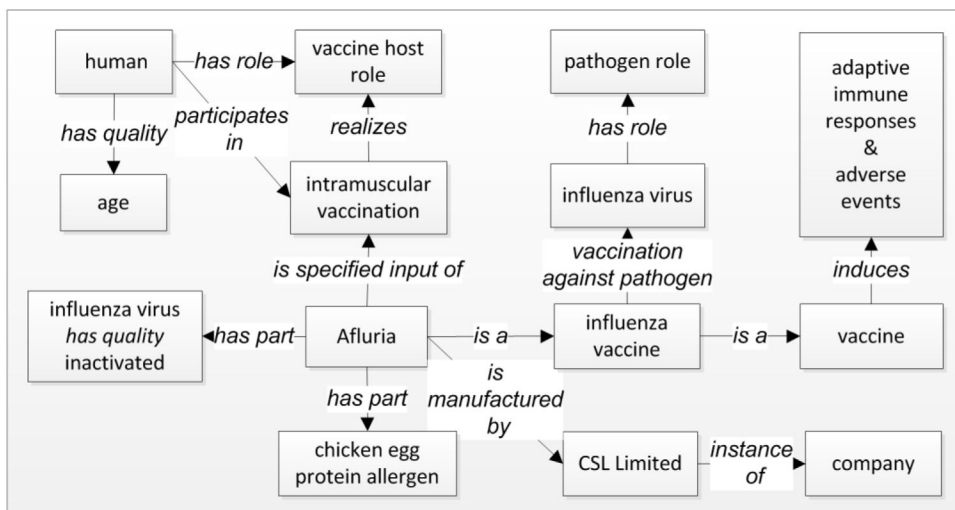 human
has role
vaccine host
role
pathogen role
adaptive
immune
responses
&
adverse
events
has quality
participates
in
realizes
has role
age
intramuscular
vaccination
influenza virus
is specified input of
vaccination
against pathogen
induces
influenza virus
has quality
inactivated
has part
Afluria
is a
influenza
vaccine
is a
vaccine
has part
is
manufactured
by
chicken egg
protein allergen
CSL Limited
instance
of
company